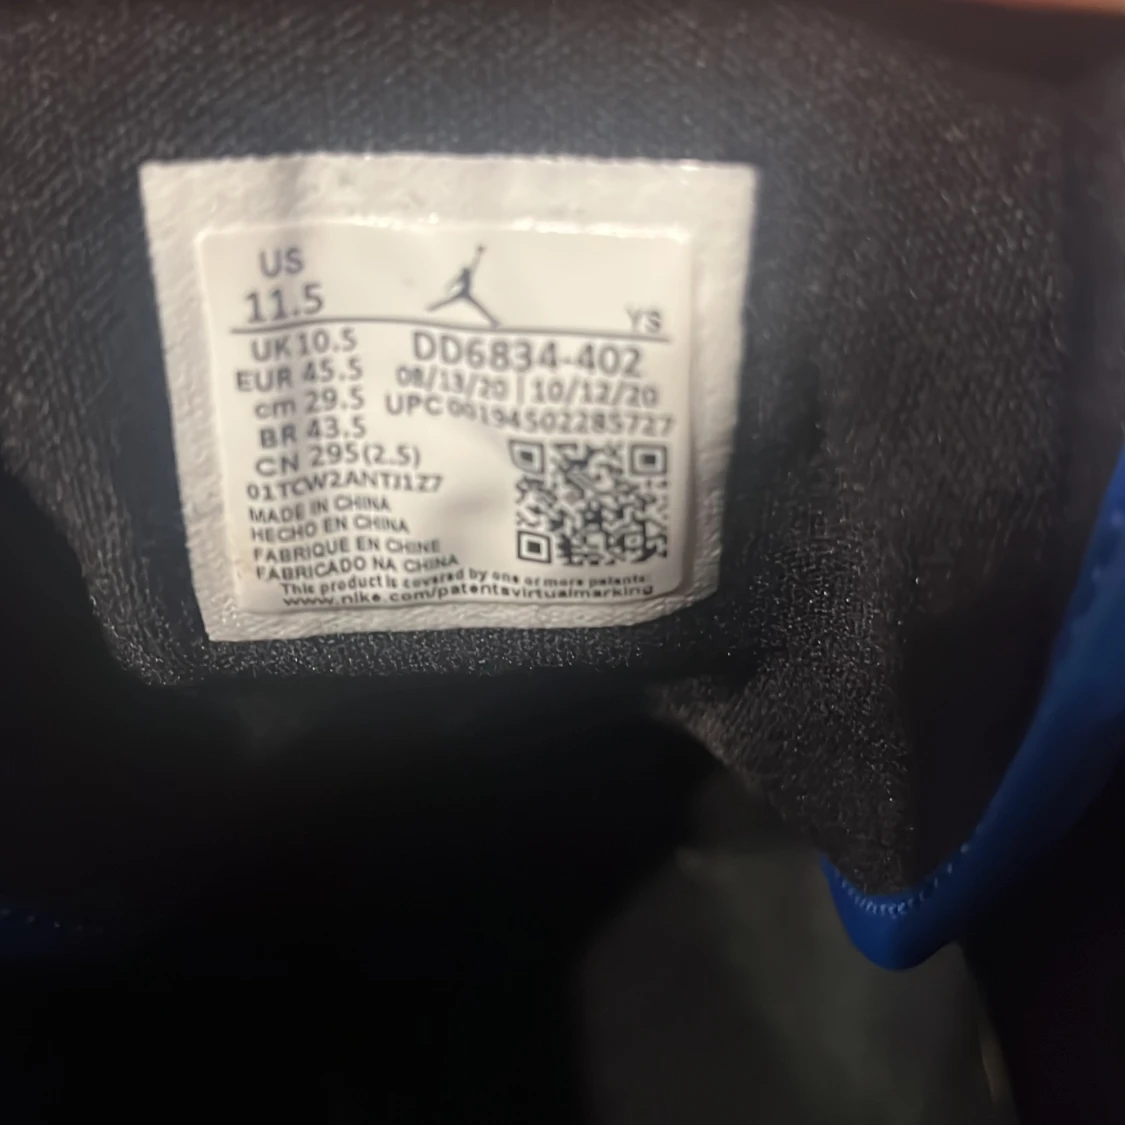 US
11.5
YS
UK 10.5
EUR 45.5
cm 29.5
BR 43.5
CN 295(2.5)
DD6834-402
08/13/20 | 10/12/20
UPC 00194502285727
01TCW2ANTJ1Z7
MADE IN CHINA
HECHO EN CHINA
FABRIQUE EN CHINE
FABRICADO NA CHINA
This product is covered by one or more patents.
www.nike.com/patentsvirtualmarking